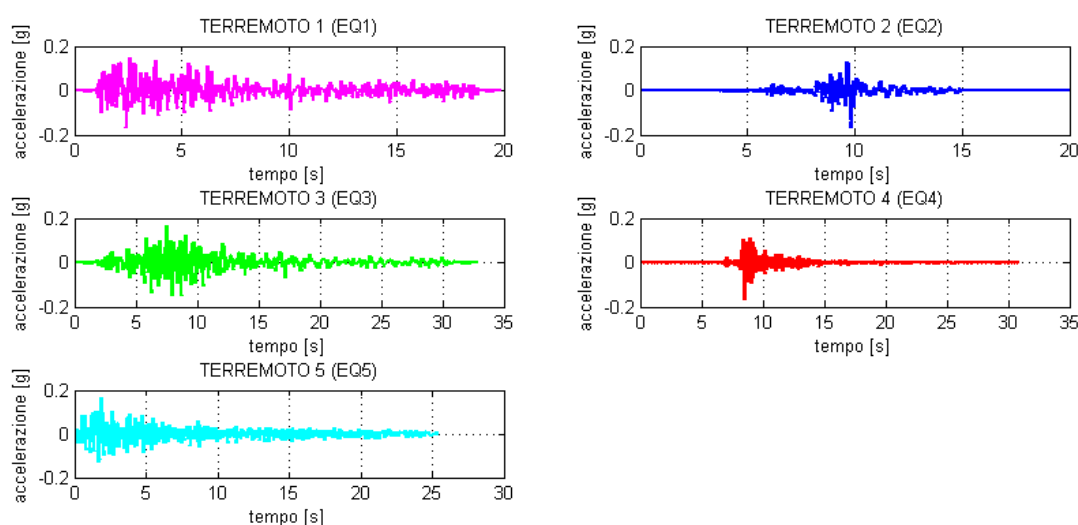 TERREMOTO 1 (EQ1)
accelerazione [g]
0.2
0
-0.2
0 5 10 15 20
tempo [s]
TERREMOTO 2 (EQ2)
accelerazione [g]
0.2
0
-0.2
0 5 10 15 20
tempo [s]
TERREMOTO 3 (EQ3)
accelerazione [g]
0.2
0
-0.2
0 5 10 15 20 25 30 35
tempo [s]
TERREMOTO 4 (EQ4)
accelerazione [g]
0.2
0
-0.2
0 5 10 15 20 25 30 35
tempo [s]
TERREMOTO 5 (EQ5)
accelerazione [g]
0.2
0
-0.2
0 5 10 15 20 25 30
tempo [s]